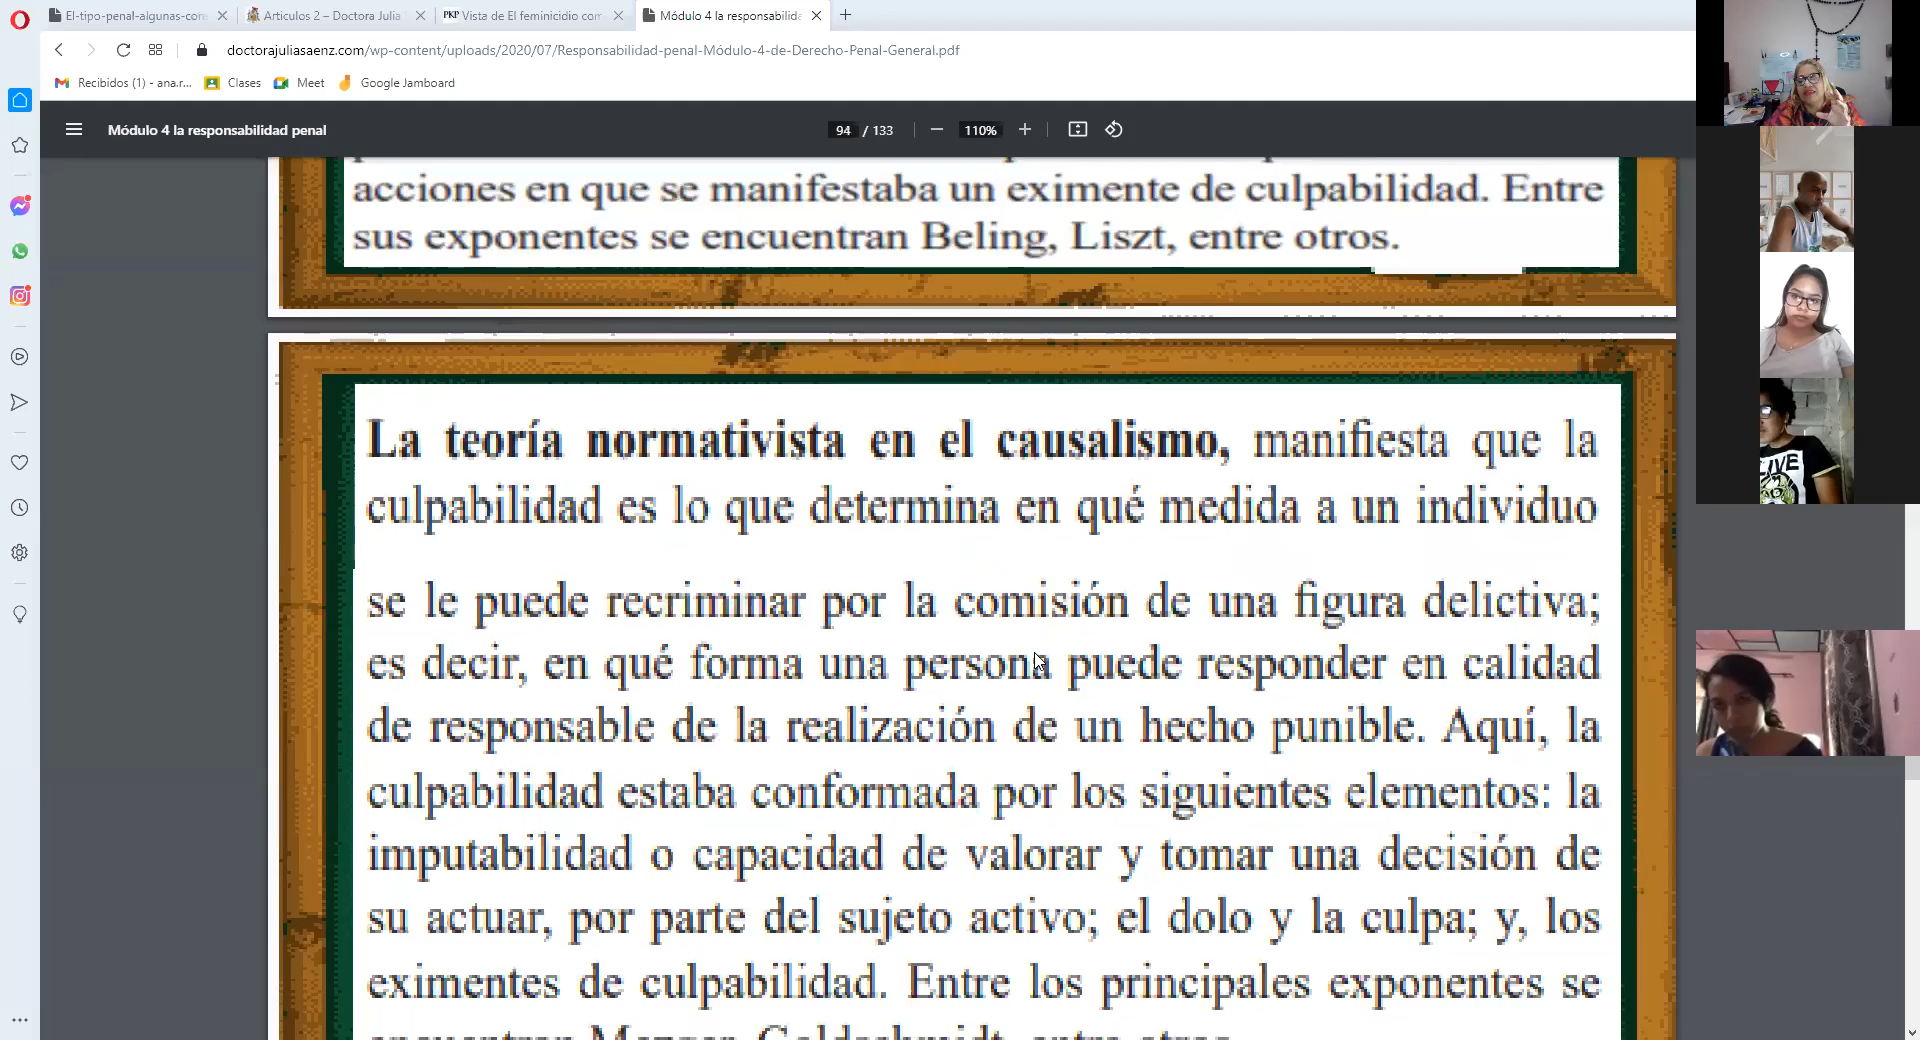 El-tipo-penal-algunas-con
Articulos 2 – Doctora Julia
PKP Vista de El feminicidio com
Módulo 4 la responsabilida
doctorajuliasaenz.com/wp-content/uploads/2020/07/Responsabilidad-penal-Módulo-4-de-Derecho-Penal-General.pdf
Recibidos (1) - ana.r... Clases Meet Google Jamboard
Módulo 4 la responsabilidad penal 94 / 133 110%
acciones en que se manifestaba un eximente de culpabilidad. Entre
sus exponentes se encuentran Beling, Liszt, entre otros.
La teoría normativista en el causalismo, manifiesta que la
culpabilidad es lo que determina en qué medida a un individuo
se le puede recriminar por la comisión de una figura delictiva;
es decir, en qué forma una persona puede responder en calidad
de responsable de la realización de un hecho punible. Aquí, la
culpabilidad estaba conformada por los siguientes elementos: la
imputabilidad o capacidad de valorar y tomar una decisión de
su actuar, por parte del sujeto activo; el dolo y la culpa; y, los
eximentes de culpabilidad. Entre los principales exponentes se